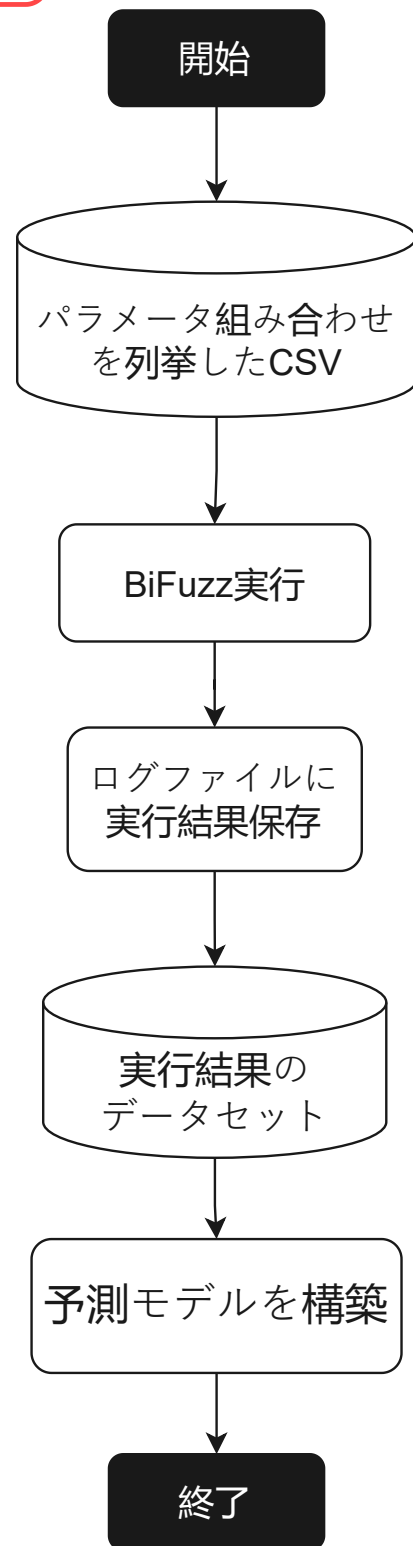 開始
パラメータ組み合わせ
を列挙したCSV
BiFuzz実行
ログファイルに
実行結果保存
実行結果の
データセット
予測モデルを構築
終了